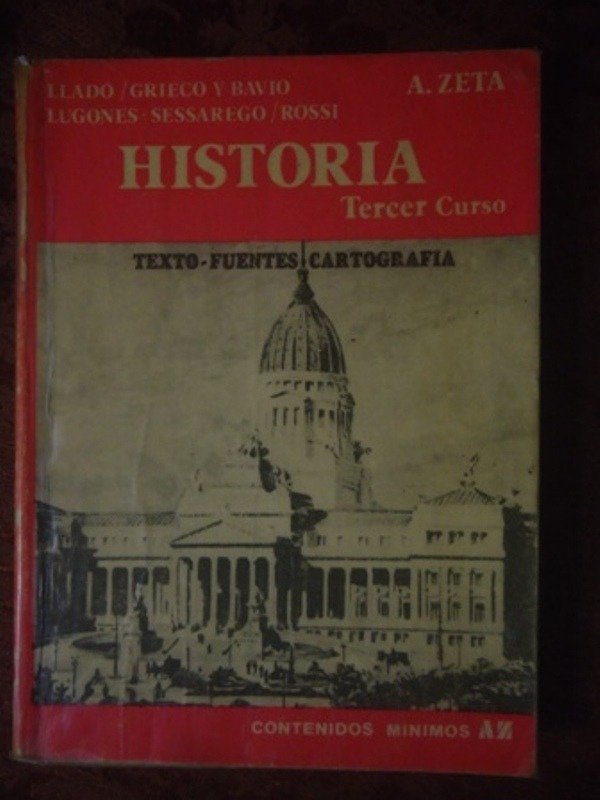 LLADO / GRIECO Y BAVIO A. ZETA
LUGONES - SESSAREGO / ROSSI
HISTORIA
Tercer Curso
TEXTO - FUENTES CARTOGRAFIA
CONTENIDOS MINIMOS AZ